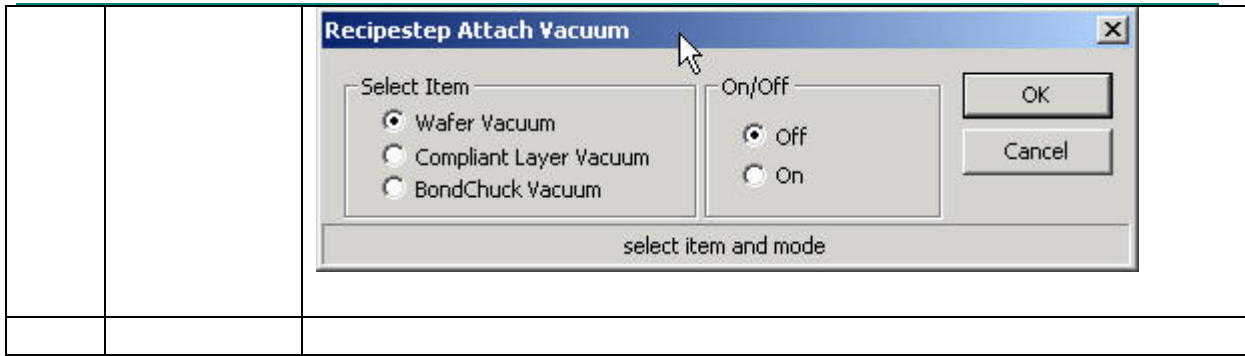 Recipestep Attach Vacuum
Select Item
Wafer Vacuum
Compliant Layer Vacuum
BondChuck Vacuum
On/Off
Off
On
OK
Cancel
select item and mode